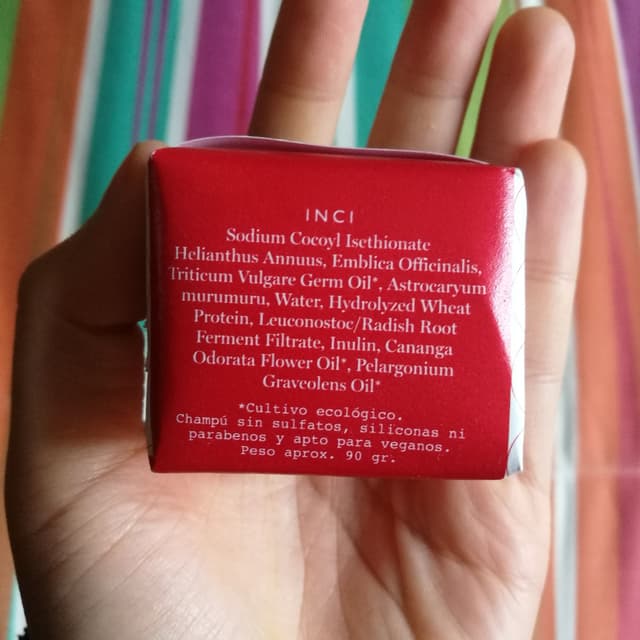 INCI
Sodium Cocoyl Isethionate
Helianthus Annuus, Emblica Officinalis,
Triticum Vulgare Germ Oil*, Astrocaryum
murumuru, Water, Hydrolyzed Wheat
Protein, Leuconostoc/Radish Root
Ferment Filtrate, Inulin, Cananga
Odorata Flower Oil*, Pelargonium
Graveolens Oil*
*Cultivo ecológico.
Champú sin sulfatos, siliconas ni
parabenos y apto para veganos.
Peso aprox. 90 gr.